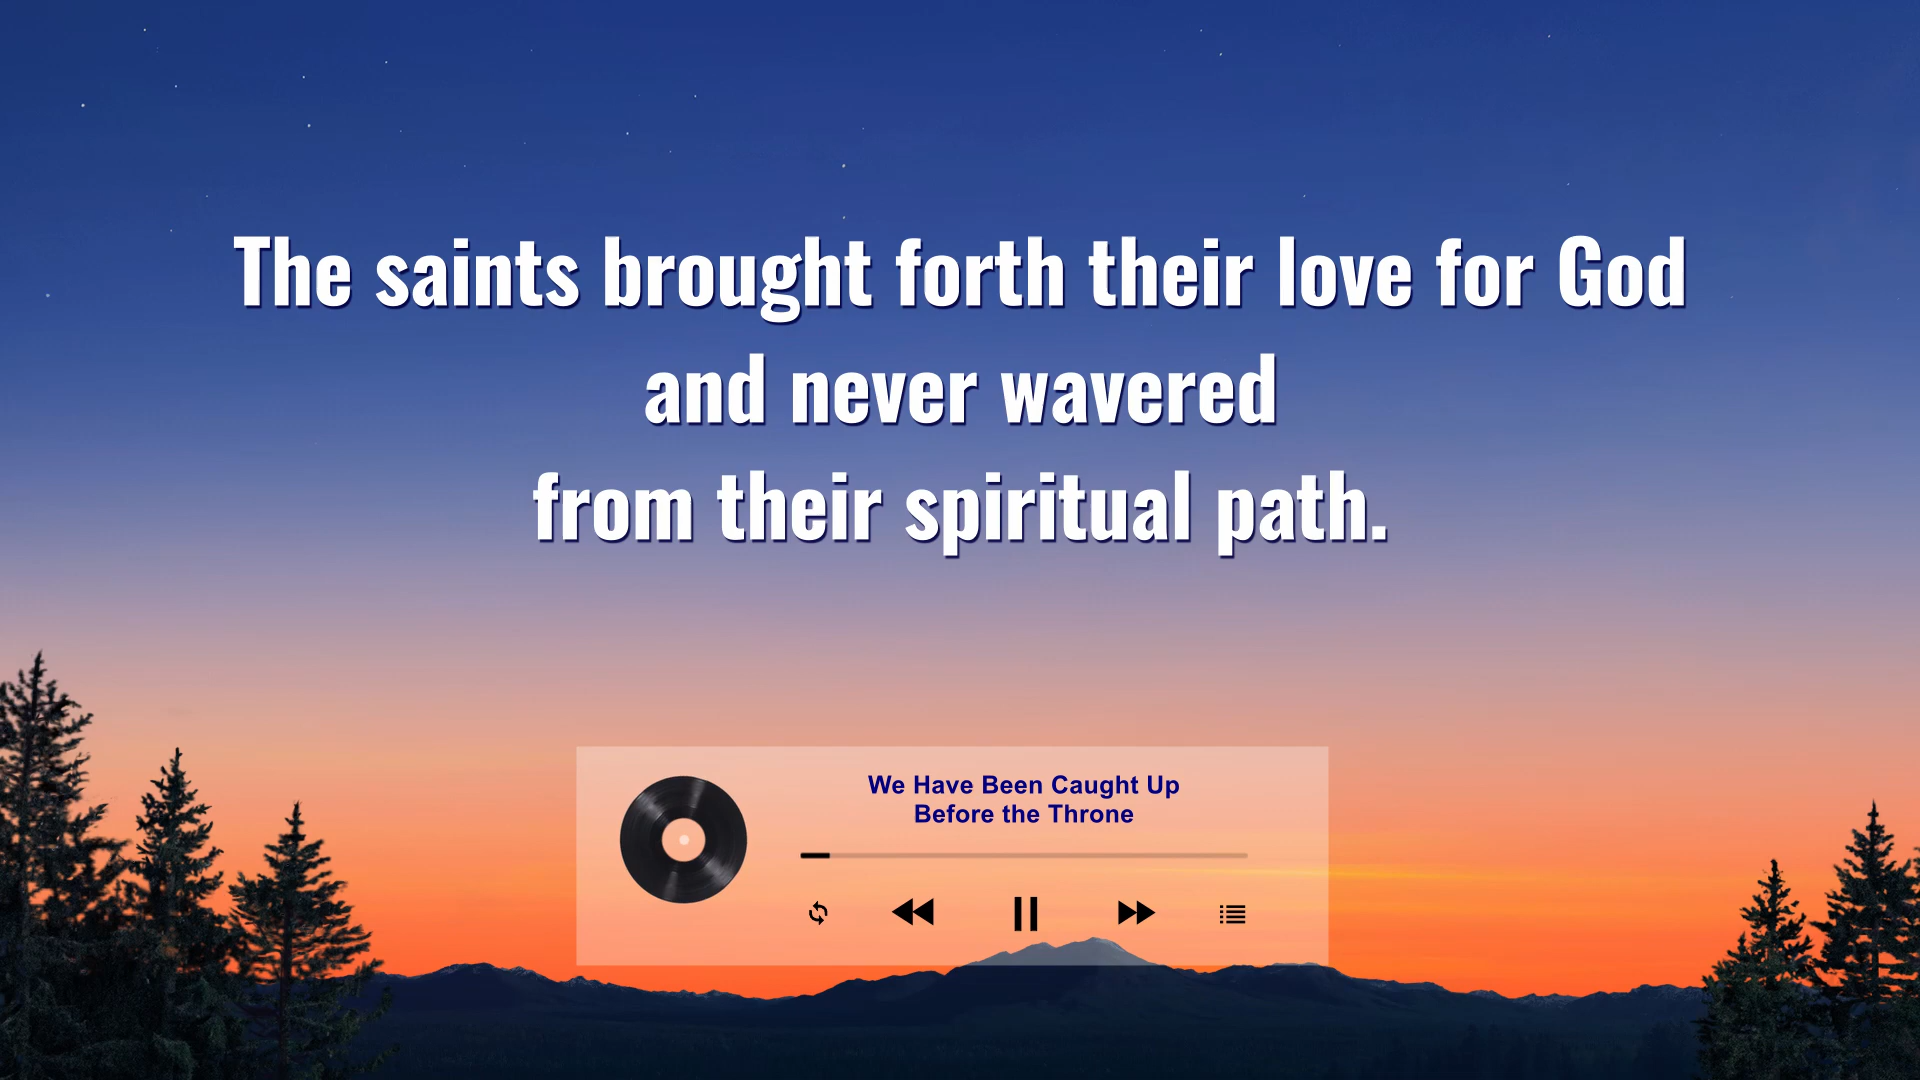 The saints brought forth their love for God
and never wavered
from their spiritual path.
We Have Been Caught Up
Before the Throne